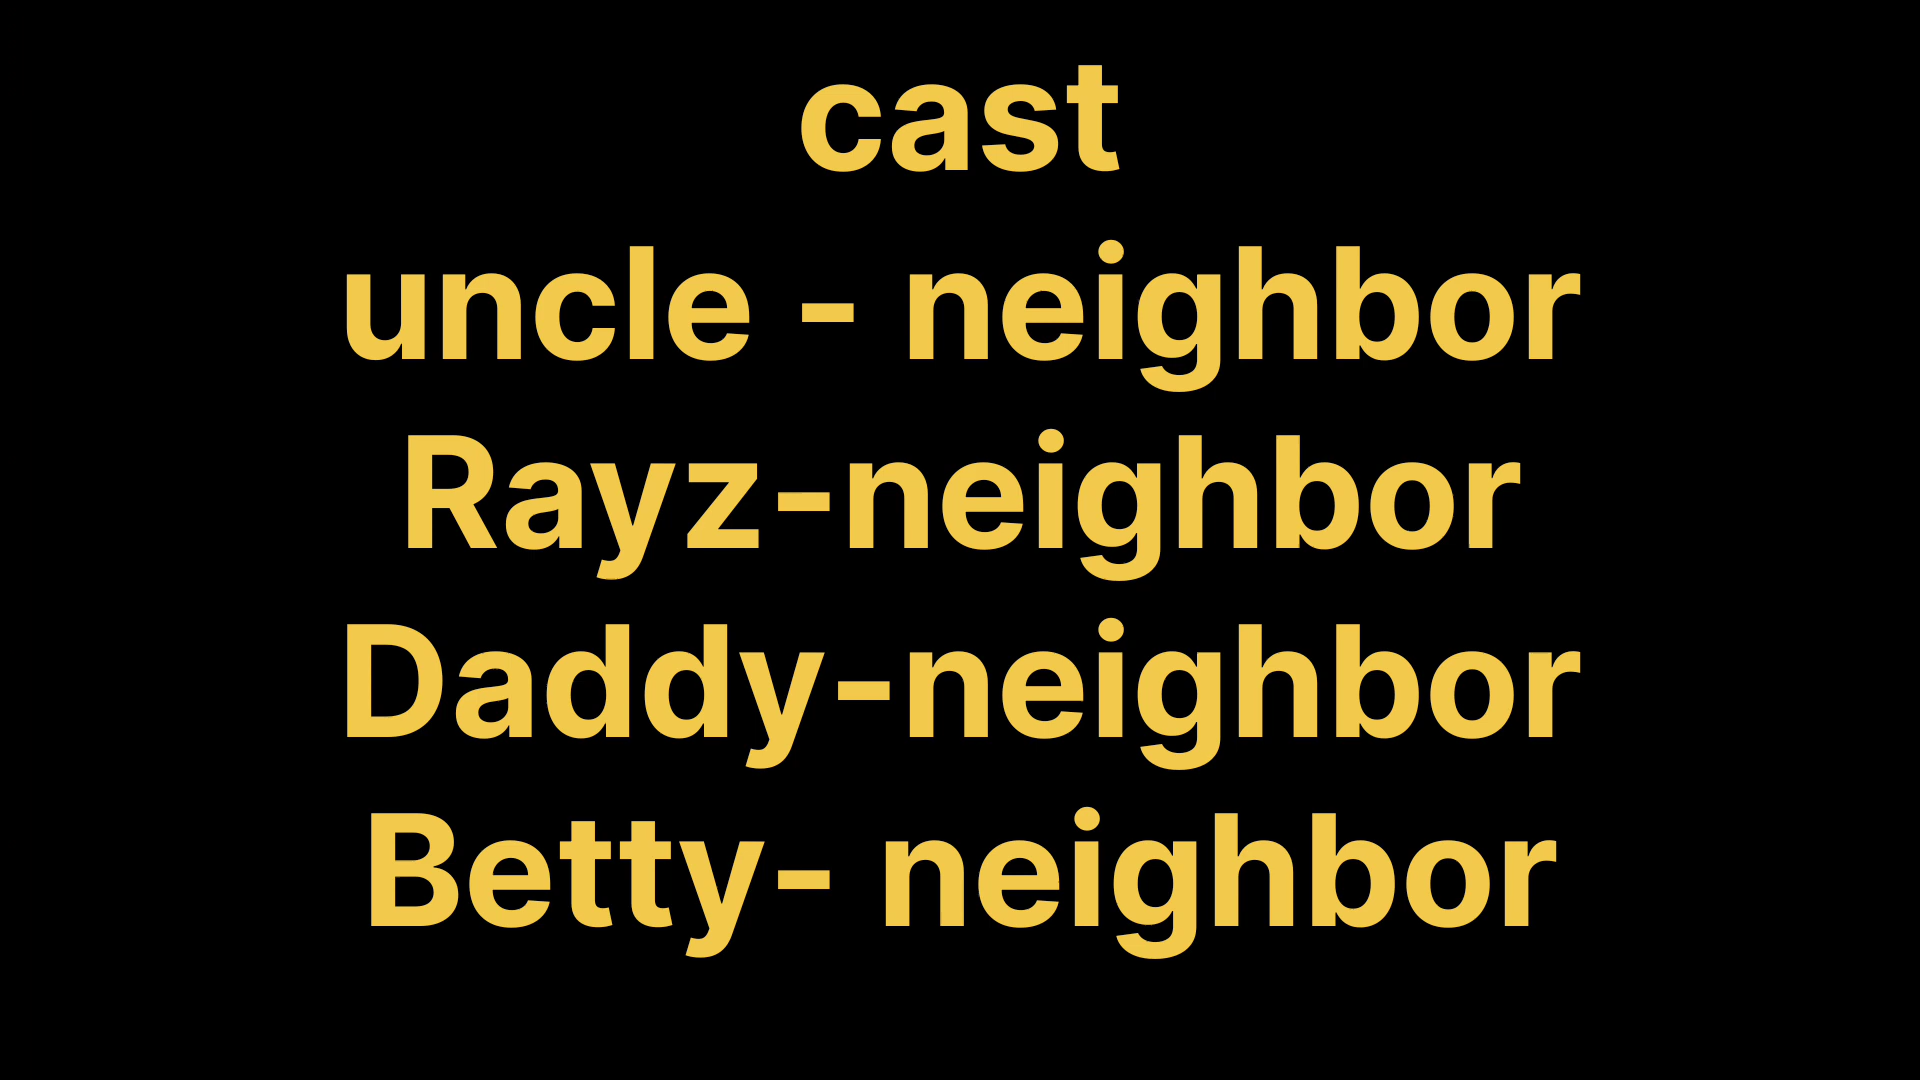 cast
uncle - neighbor
Rayz-neighbor
Daddy-neighbor
Betty- neighbor